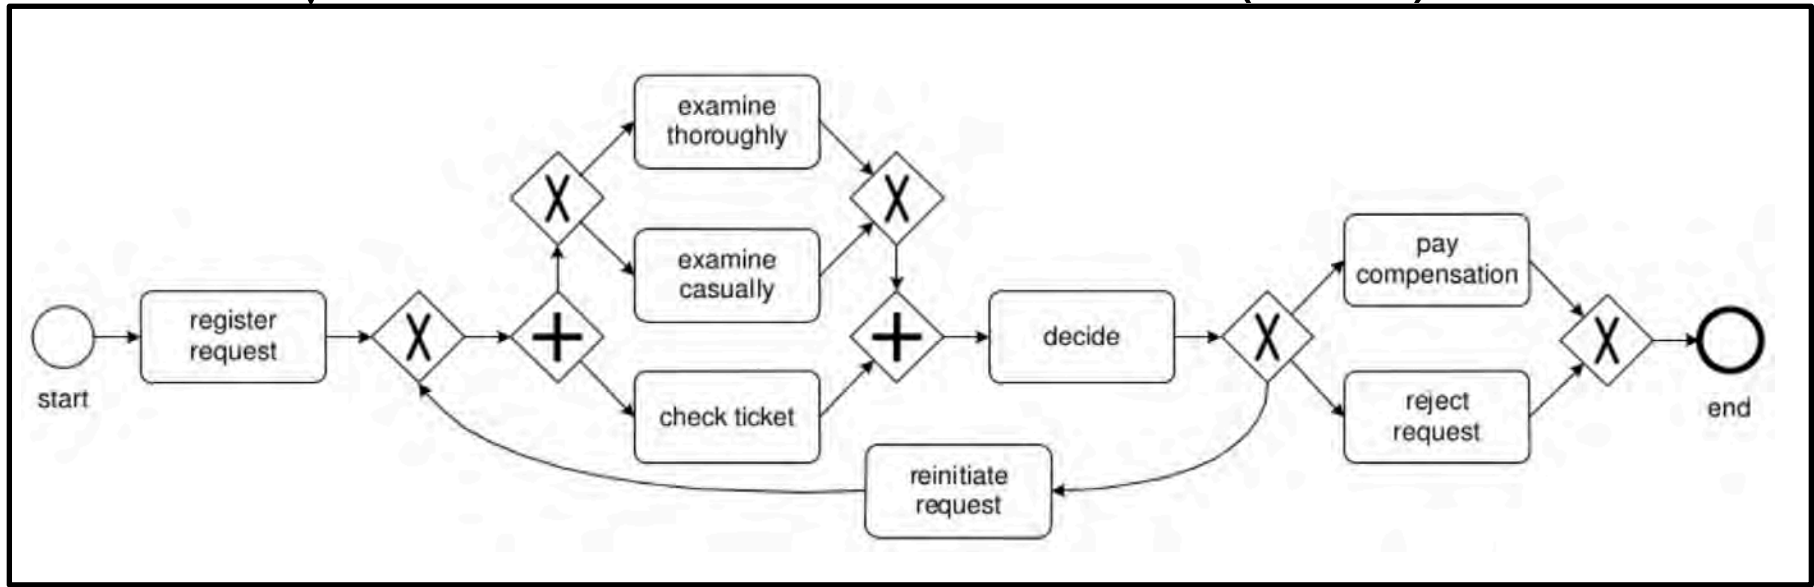 start
register
request
examine
thoroughly
examine
casually
check ticket
decide
reinitiate
request
pay
compensation
reject
request
end